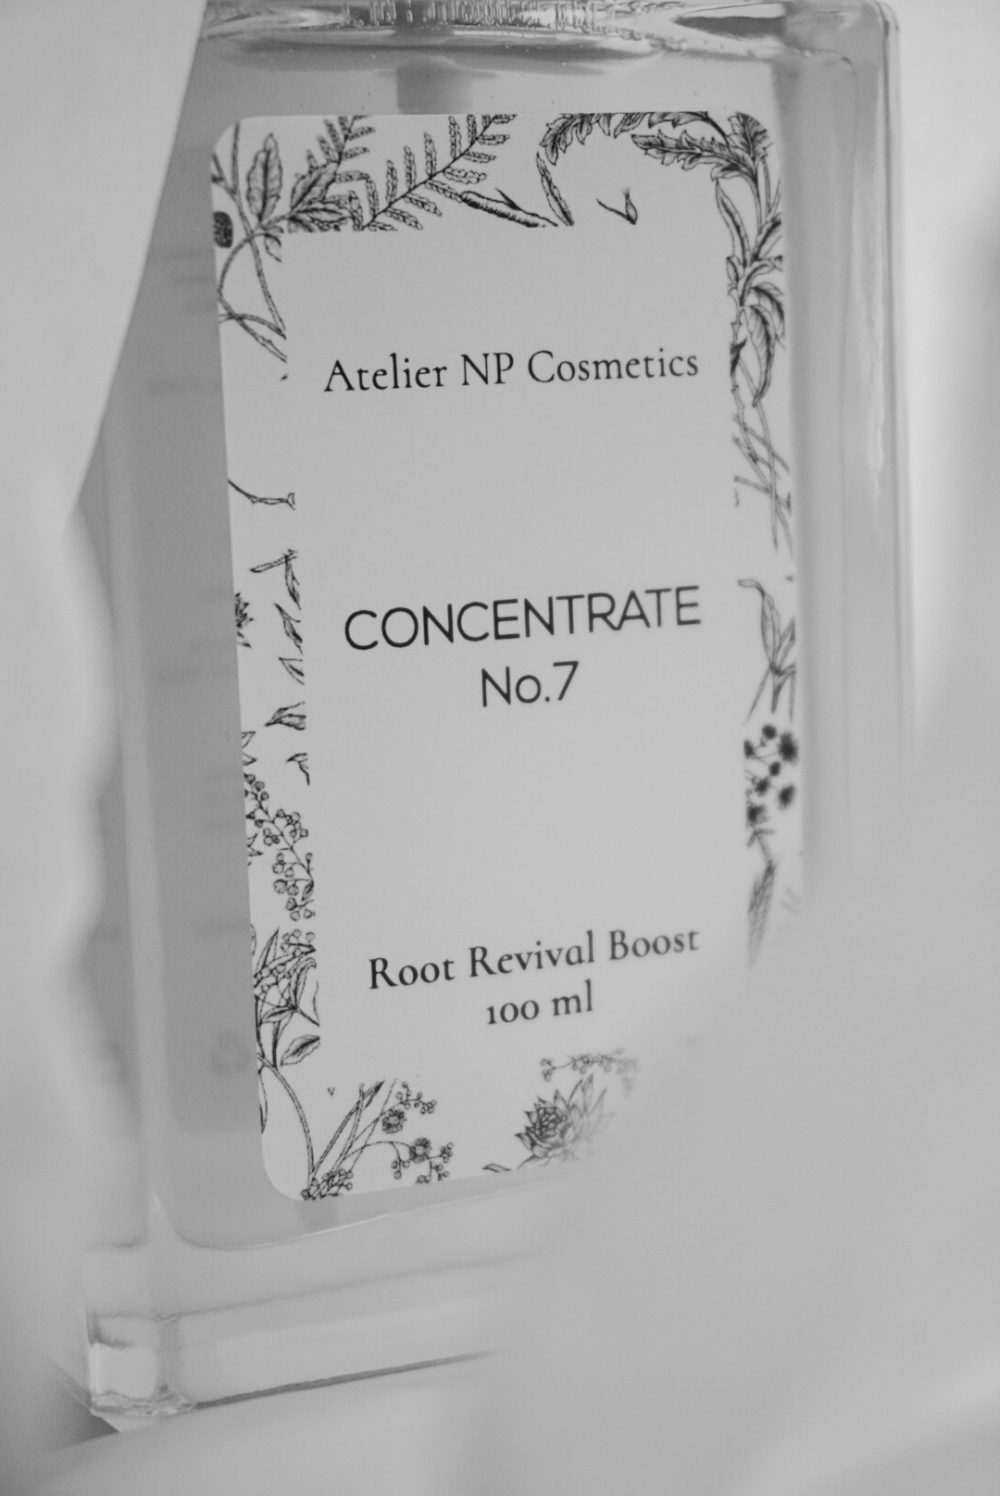 Atelier NP Cosmetics
CONCENTRATE
No.7
Root Revival Boost
100 ml